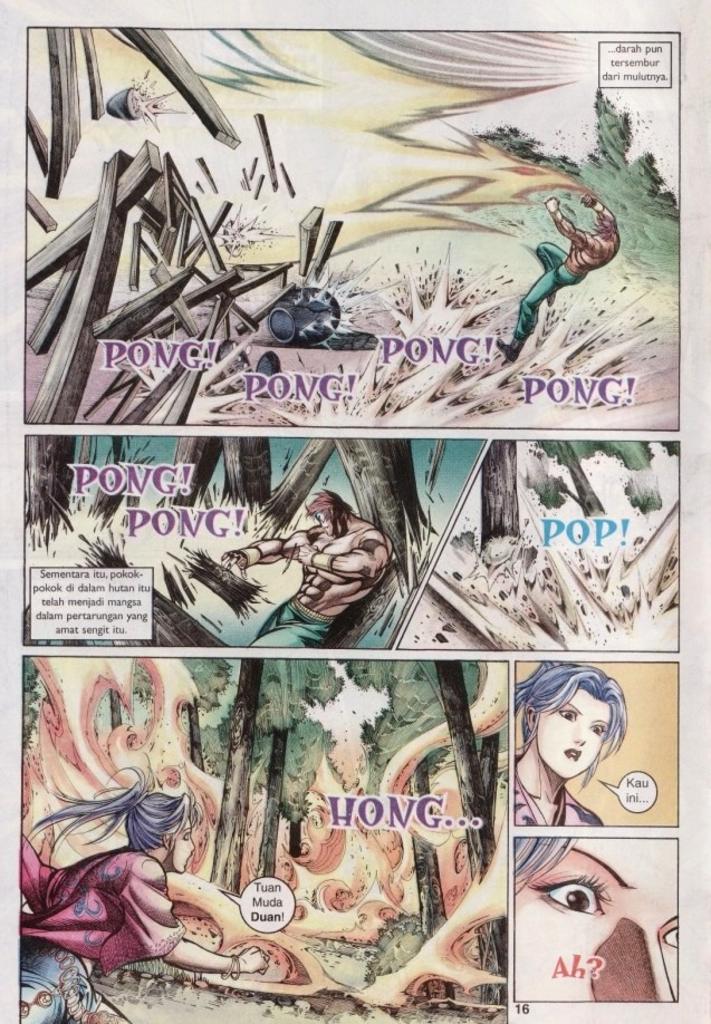 ...darah pun
tersembur
dari mulutnya.
PONG!
PONG!
PONG!
PONG!
PONG!
PONG!
Sementara itu, pokok-
pokok di dalam hutan itu
telah menjadi mangsa
dalam pertarungan yang
amat sengit itu.
POP!
HONG...
Tuan
Muda
Duan!
Kau
ini...
Ah?
16